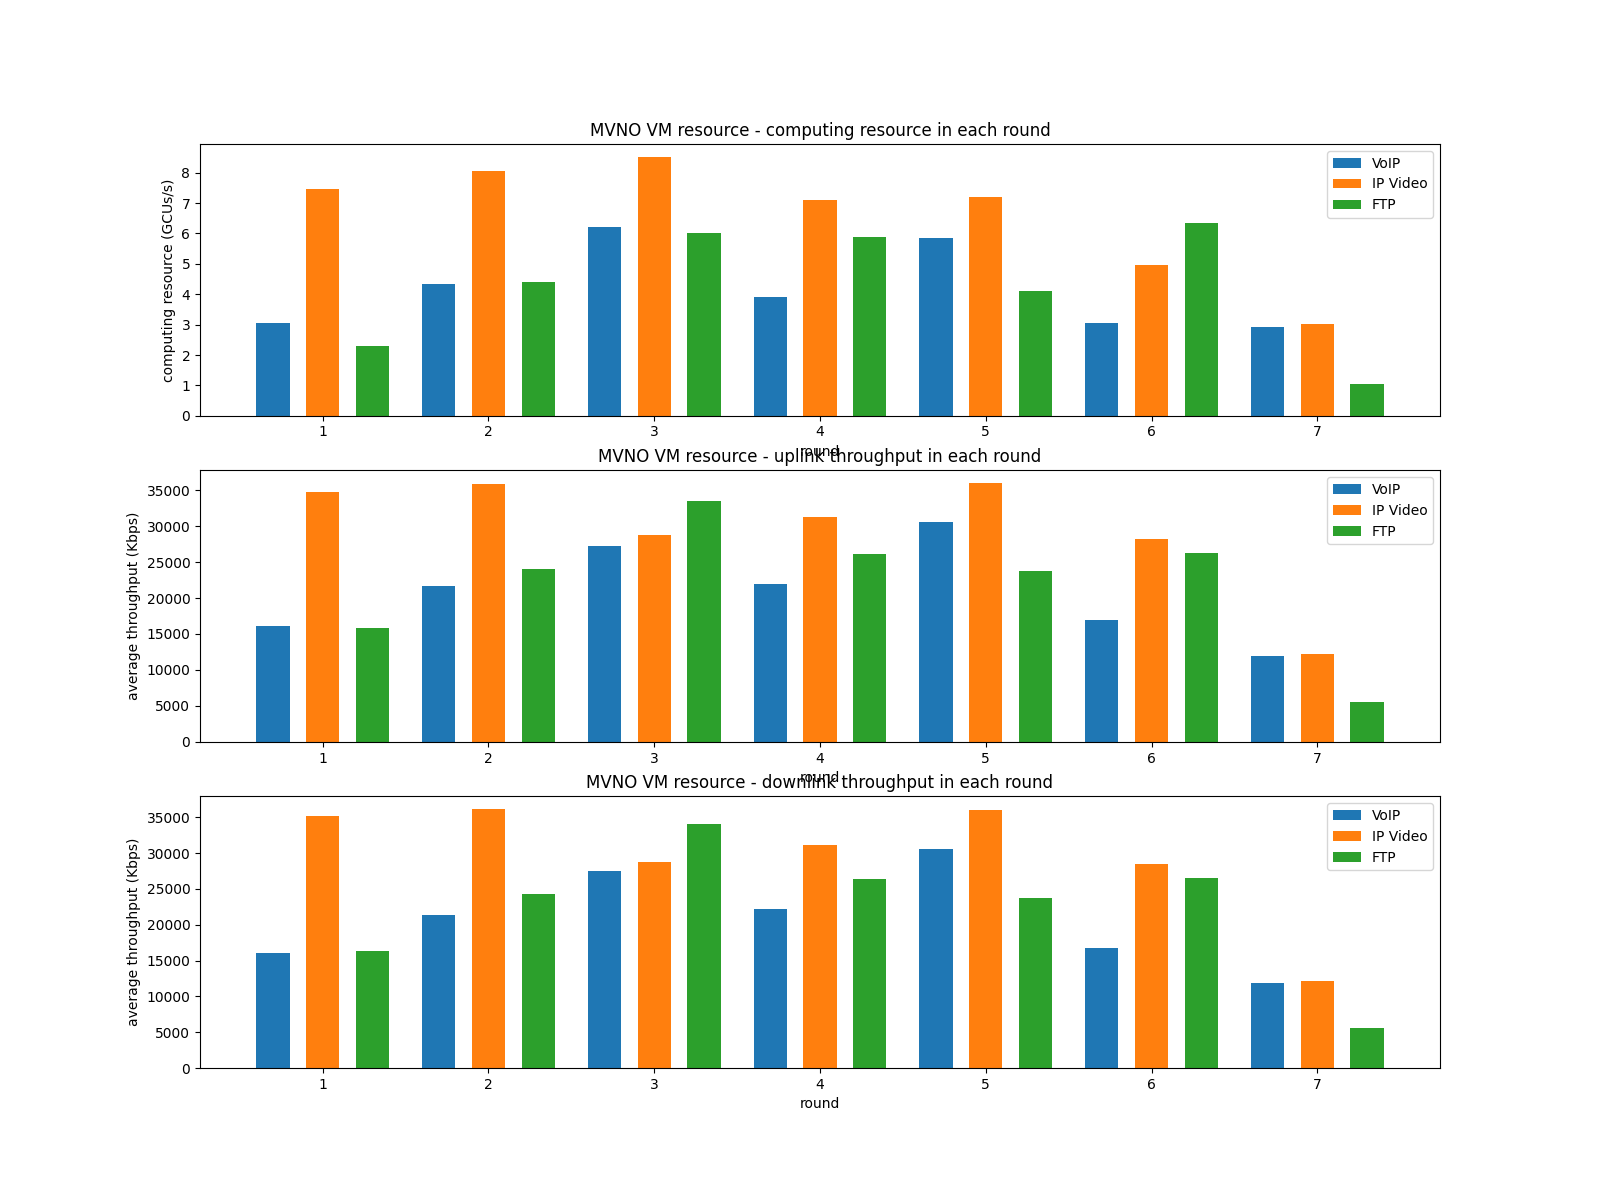 MVNO VM resource - computing resource in each round
computing resource (GCUs/s)
8
7
6
5
4
3
2
1
0
VoIP
IP Video
FTP
1 2 3 4 5 6 7
round
MVNO VM resource - uplink throughput in each round
average throughput (Kbps)
35000
30000
25000
20000
15000
10000
5000
0
VoIP
IP Video
FTP
1 2 3 4 5 6 7
round
MVNO VM resource - downlink throughput in each round
average throughput (Kbps)
35000
30000
25000
20000
15000
10000
5000
0
VoIP
IP Video
FTP
1 2 3 4 5 6 7
round